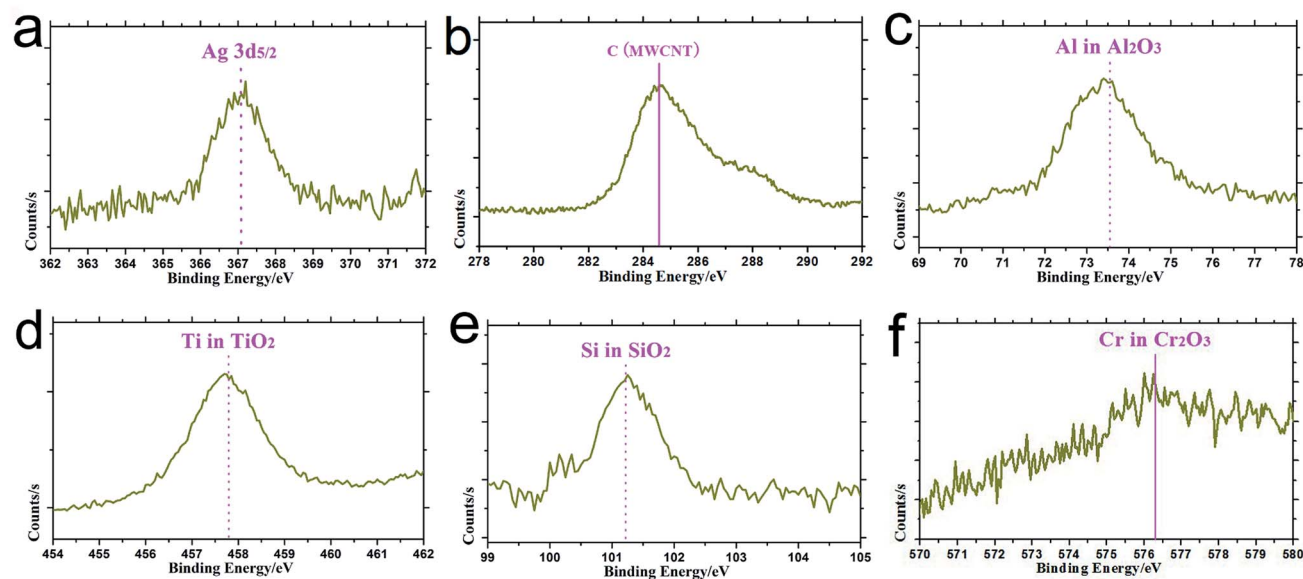 a
Ag 3d5/2
Counts/s
362 363 364 365 366 367 368 369 370 371 372
Binding Energy/eV
b
C (MWCNT)
Counts/s
278 280 282 284 286 288 290 292
Binding Energy/eV
c
Al in Al2O3
Counts/s
69 70 71 72 73 74 75 76 77 78
Binding Energy/eV
d
Ti in TiO2
Counts/s
454 455 456 457 458 459 460 461 462
Binding Energy/eV
e
Si in SiO2
Counts/s
99 100 101 102 103 104 105
Binding Energy/eV
f
Cr in Cr2O3
Counts/s
570 571 572 573 574 575 576 577 578 579 580
Binding Energy/eV